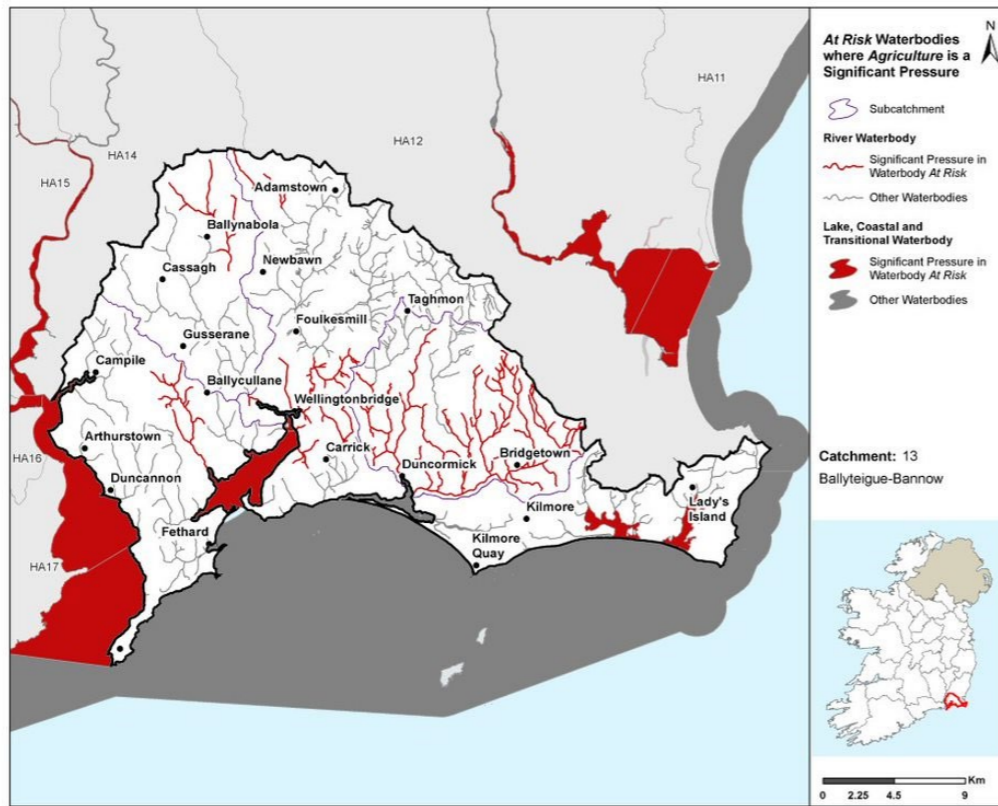 At Risk Waterbodies
where Agriculture is a
Significant Pressure
N
Subcatchment
River Waterbody
Significant Pressure in
Waterbody At Risk
Other Waterbodies
Lake, Coastal and
Transitional Waterbody
Significant Pressure in
Waterbody At Risk
Other Waterbodies
Catchment: 13
Ballyteigue-Bannow
Km
0 2.25 4.5 9
HA11
HA12
HA14
HA15
HA16
HA17
Adamstown
Ballynabola
Newbawn
Cassagh
Taghmon
Foulkesmill
Gusserane
Campile
Ballycullane
Wellingtonbridge
Arthurstown
Carrick
Bridgetown
Duncormick
Duncannon
Lady's
Island
Kilmore
Fethard
Kilmore
Quay